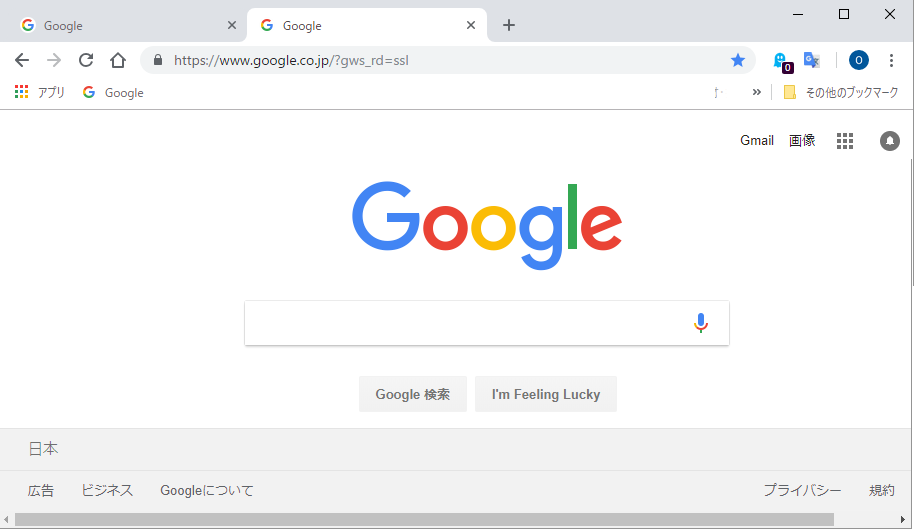 Google
Google
https://www.google.co.jp/?gws_rd=ssl
0
O
アプリ
Google
»
その他のブックマーク
Gmail
画像
Google
Google 検索
I'm Feeling Lucky
日本
広告
ビジネス
Googleについて
プライバシー
規約